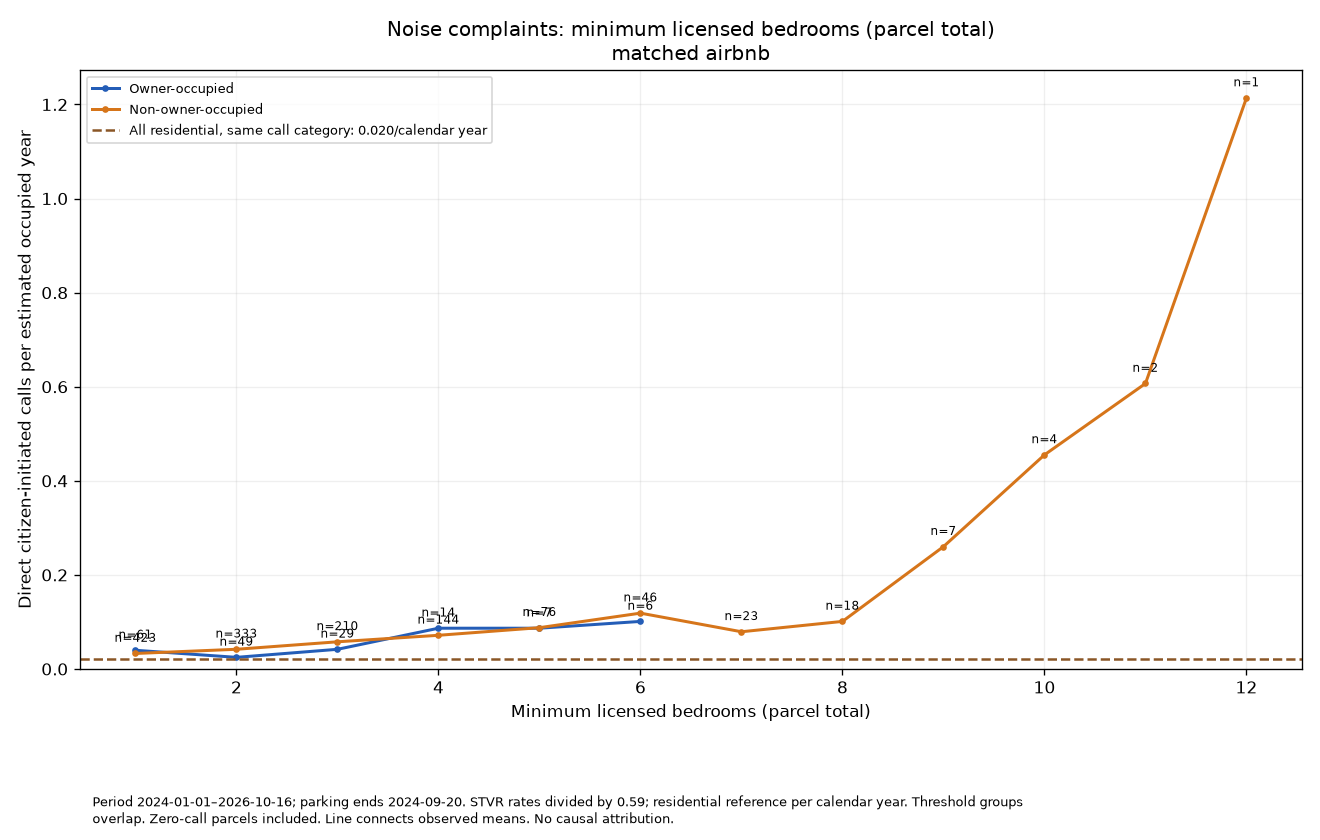 Noise complaints: minimum licensed bedrooms (parcel total)
matched airbnb
Owner-occupied
Non-owner-occupied
All residential, same call category: 0.020/calendar year
Direct citizen-initiated calls per estimated occupied year
1.2
1.0
0.8
0.6
0.4
0.2
0.0
n=61
n=423
n=333
n=49
n=210
n=29
n=14
n=144
n=7
n=76
n=46
n=6
n=23
n=18
n=7
n=4
n=2
n=1
2
4
6
8
10
12
Minimum licensed bedrooms (parcel total)
Period 2024-01-01–2026-10-16; parking ends 2024-09-20. STVR rates divided by 0.59; residential reference per calendar year. Threshold groups
overlap. Zero-call parcels included. Line connects observed means. No causal attribution.